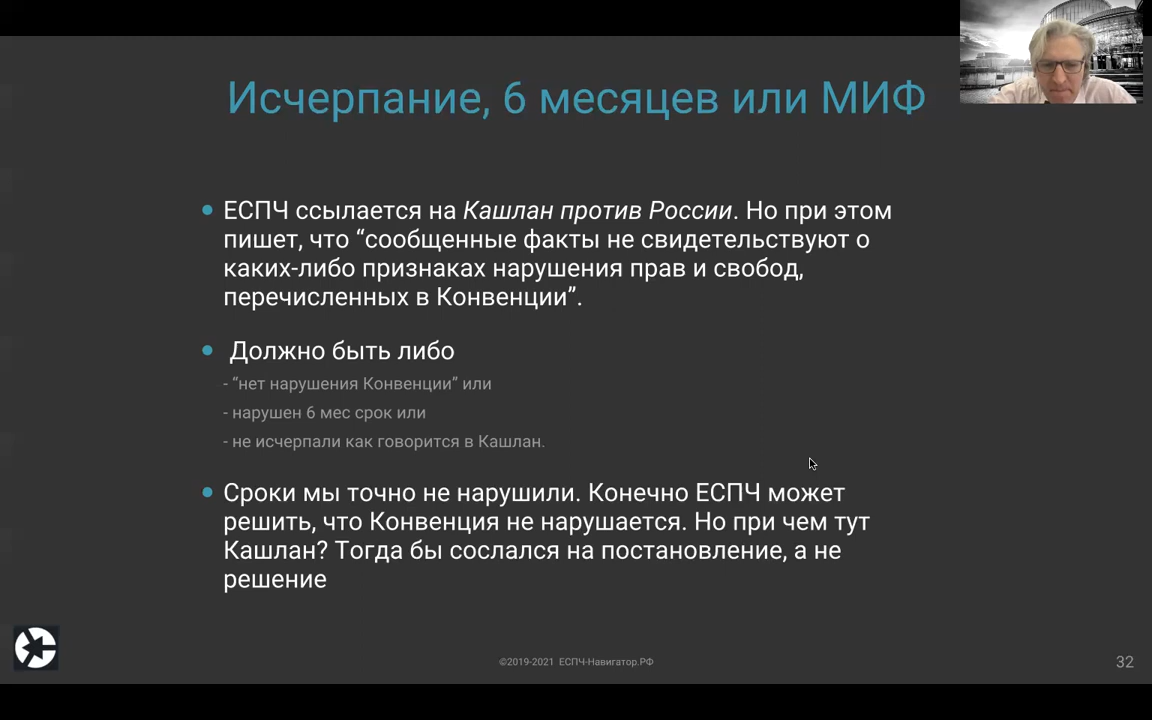 Исчерпание, 6 месяцев или МИФ
● ЕСПЧ ссылается на Кашлан против России. Но при этом
пишет, что “сообщенные факты не свидетельствуют о
каких-либо признаках нарушения прав и свобод,
перечисленных в Конвенции”.
● Должно быть либо
- “нет нарушения Конвенции” или
- нарушен 6 мес срок или
- не исчерпали как говорится в Кашлан.
● Сроки мы точно не нарушили. Конечно ЕСПЧ может
решить, что Конвенция не нарушается. Но при чем тут
Кашлан? Тогда бы сослался на постановление, а не
решение
©2019-2021 ЕСПЧ-Навигатор.РФ
32